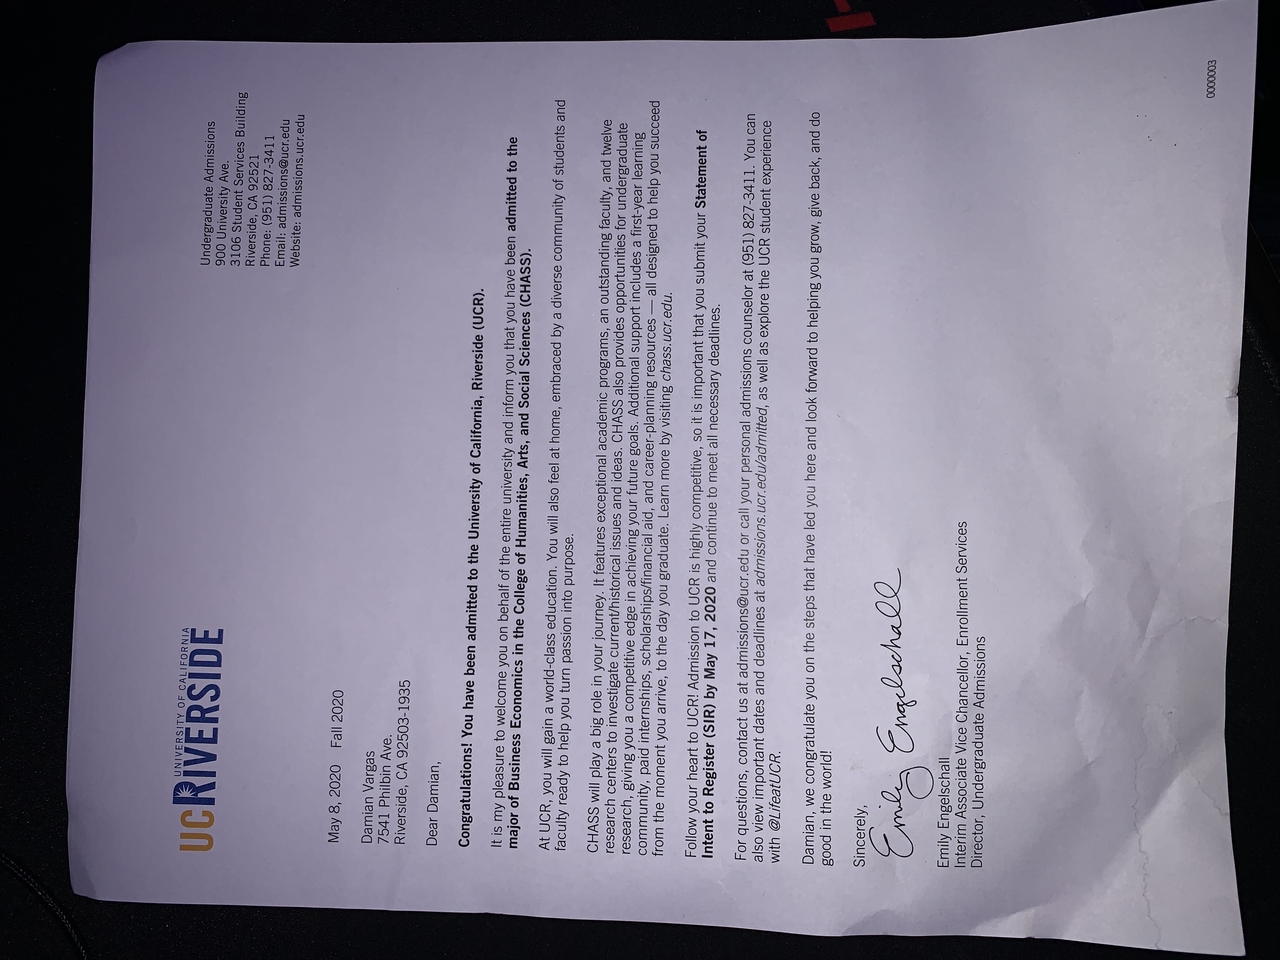 UNIVERSITY OF CALIFORNIA
UCRIVERSIDE
Undergraduate Admissions
900 University Ave.
3106 Student Services Building
Riverside, CA 92521
Phone: (951) 827-3411
Email: admissions@ucr.edu
Website: admissions.ucr.edu
May 8, 2020 Fall 2020
Damian Vargas
7541 Philbin Ave.
Riverside, CA 92503-1935
Dear Damian,
Congratulations! You have been admitted to the University of California, Riverside (UCR).
It is my pleasure to welcome you on behalf of the entire university and inform you that you have been admitted to the
major of Business Economics in the College of Humanities, Arts, and Social Sciences (CHASS).
At UCR, you will gain a world-class education. You will also feel at home, embraced by a diverse community of students and
faculty ready to help you turn passion into purpose.
CHASS will play a big role in your journey. It features exceptional academic programs, an outstanding faculty, and twelve
research centers to investigate current/historical issues and ideas. CHASS also provides opportunities for undergraduate
research, giving you a competitive edge in achieving your future goals. Additional support includes a first-year learning
community, paid internships, scholarships/financial aid, and career-planning resources — all designed to help you succeed
from the moment you arrive, to the day you graduate. Learn more by visiting chass.ucr.edu.
Follow your heart to UCR! Admission to UCR is highly competitive, so it is important that you submit your Statement of
Intent to Register (SIR) by May 17, 2020 and continue to meet all necessary deadlines.
For questions, contact us at admissions@ucr.edu or call your personal admissions counselor at (951) 827-3411. You can
also view important dates and deadlines at admissions.ucr.edu/admitted, as well as explore the UCR student experience
with @LifeatUCR.
Damian, we congratulate you on the steps that have led you here and look forward to helping you grow, give back, and do
good in the world!
Sincerely,
Emily Engelschall
Emily Engelschall
Interim Associate Vice Chancellor, Enrollment Services
Director, Undergraduate Admissions
0000003